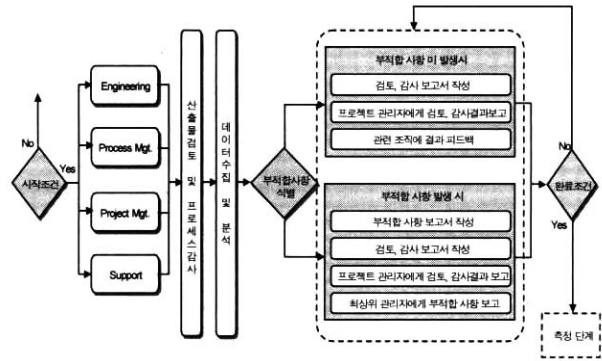 No
시작조건
Yes
Engineering
Process Mgt.
Project Mgt.
Support
산출물검토 및 프로세스감사
데이터수집 및 분석
부적합사항
식별
부적합 사항 미 발생시
검토, 감사 보고서 작성
프로젝트 관리자에게 검토, 감사결과보고
관련 조직에 결과 피드백
부적합 사항 발생 시
부적합 사항 보고서 작성
검토, 감사 보고서 작성
프로젝트 관리자에게 검토, 감사결과 보고
최상위 관리자에게 부적합 사항 보고
No
완료조건
Yes
측정 단계